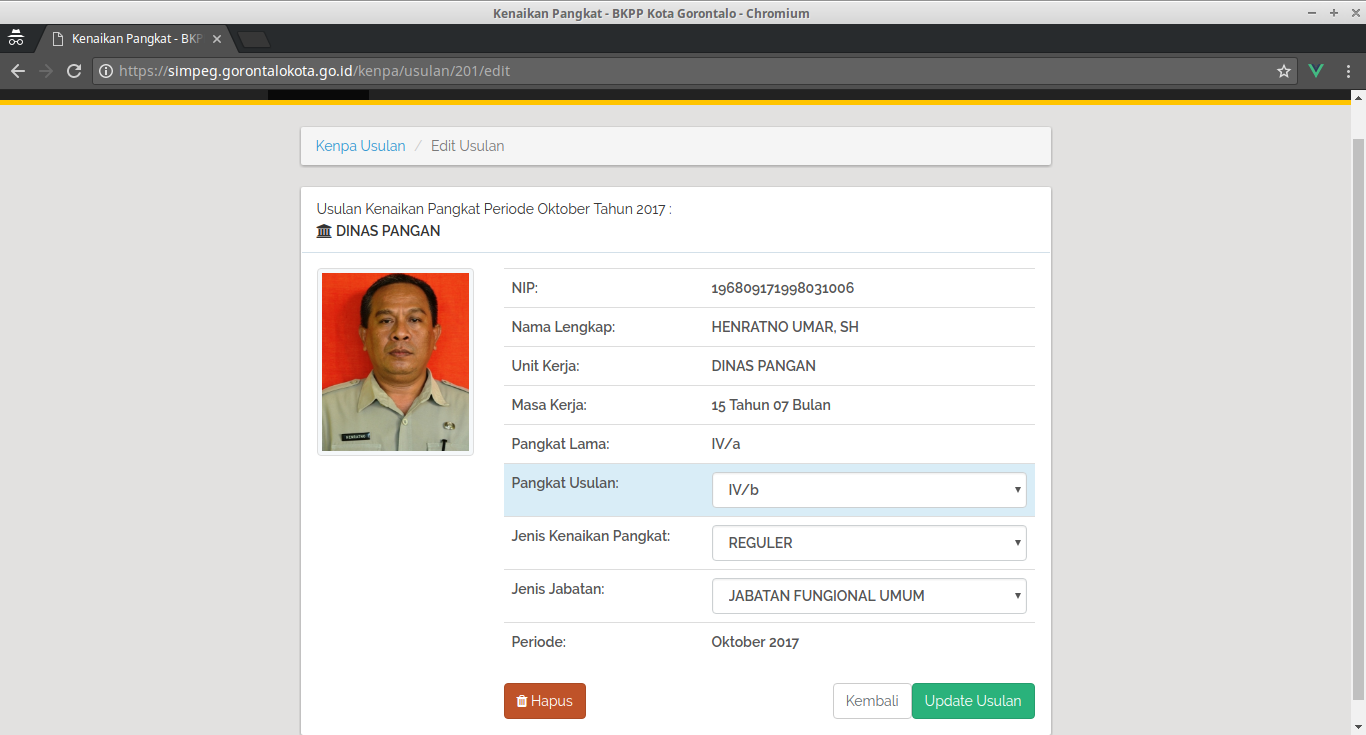 Kenaikan Pangkat - BKPP Kota Gorontalo - Chromium
Kenaikan Pangkat - BKP
https://simpeg.gorontalokota.go.id/kenpa/usulan/201/edit
Kenpa Usulan / Edit Usulan
Usulan Kenaikan Pangkat Periode Oktober Tahun 2017 :
DINAS PANGAN
NIP: 196809171998031006
Nama Lengkap: HENRATNO UMAR, SH
Unit Kerja: DINAS PANGAN
Masa Kerja: 15 Tahun 07 Bulan
Pangkat Lama: IV/a
Pangkat Usulan: IV/b
Jenis Kenaikan Pangkat: REGULER
Jenis Jabatan: JABATAN FUNGIONAL UMUM
Periode: Oktober 2017
Hapus Kembali Update Usulan